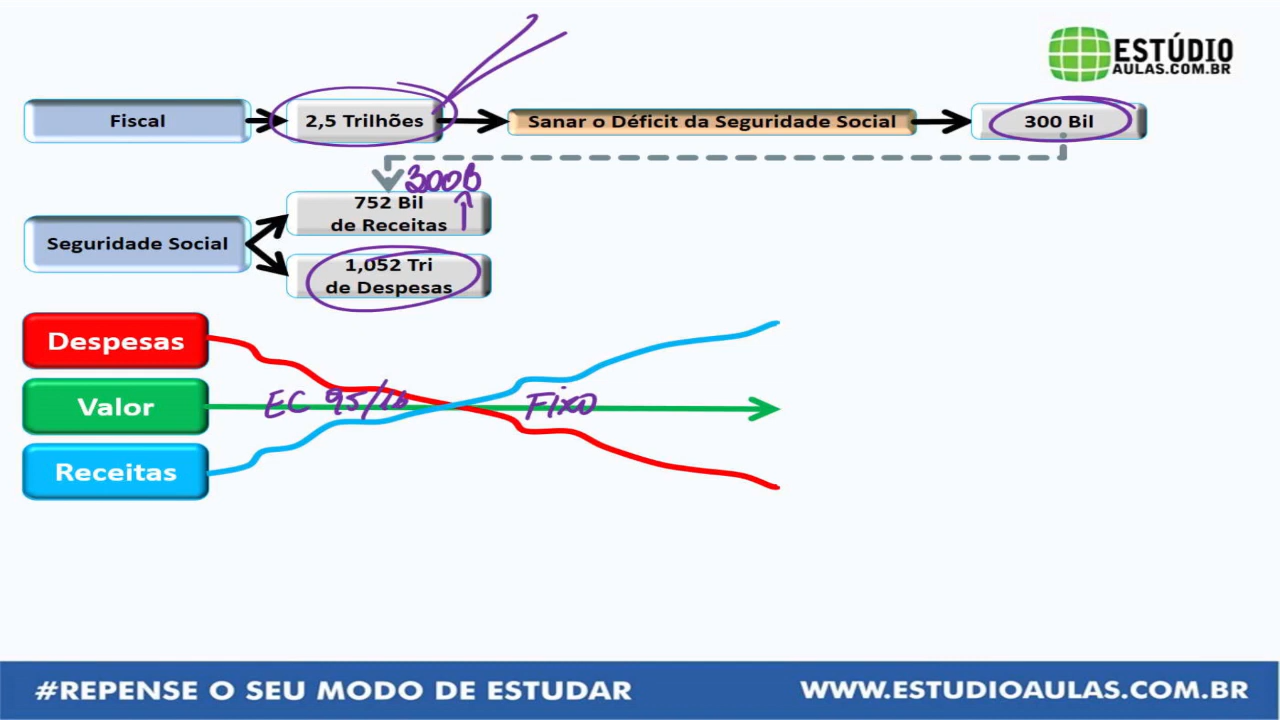 ESTÚDIO
AULAS.COM.BR
Fiscal
2,5 Trilhões
Sanar o Déficit da Seguridade Social
300 Bil
300B
752 Bil
de Receitas
Seguridade Social
1,052 Tri
de Despesas
Despesas
Valor
EC 95/16
Fixo
Receitas
#REPENSE O SEU MODO DE ESTUDAR
WWW.ESTUDIOAULAS.COM.BR